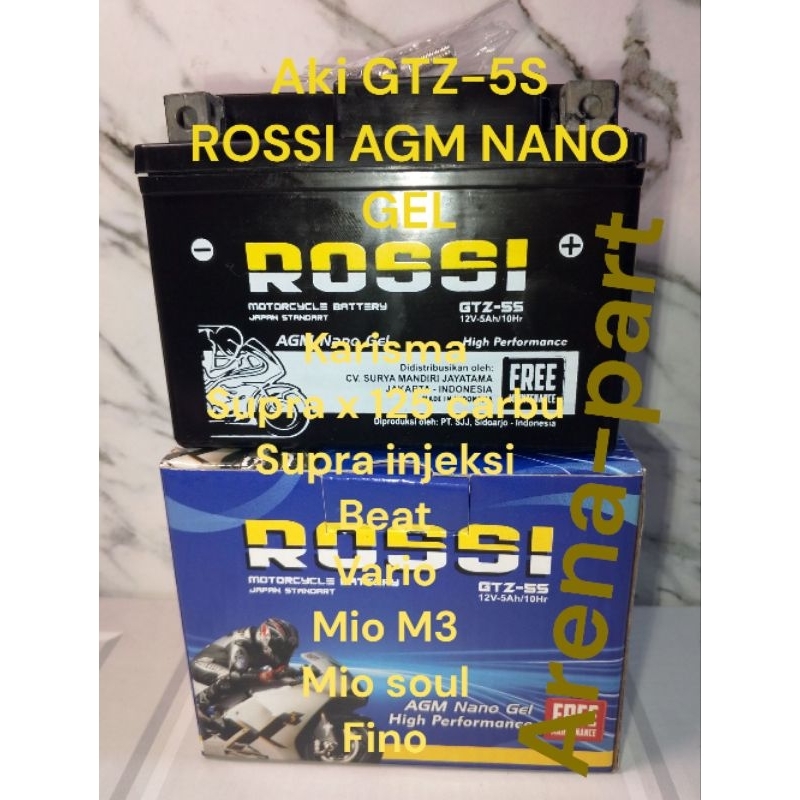 Aki GTZ-5S
ROSSI AGM NANO
GEL
ROSSI
MOTORCYCLE BATTERY
JAPAN STANDART
GTZ-5S
12V-5Ah/10Hr
AGM Nano Gel
High Performance
Karisma
Didistribusikan oleh:
CV. SURYA MANDIRI JAYATAMA
JAKARTA - INDONESIA
FREE
MAINTENANCE
Supra x 125 carbu
Diproduksi oleh: PT. SJJ, Sidoarjo - Indonesia
Supra injeksi
Beat
ROSSI
MOTORCYCLE BATTERY
JAPAN STANDART
GTZ-5S
12V-5Ah/10Hr
Vario
Mio M3
Mio soul
AGM Nano Gel
High Performance
FREE
MAINTENANCE
Fino
Arena-part